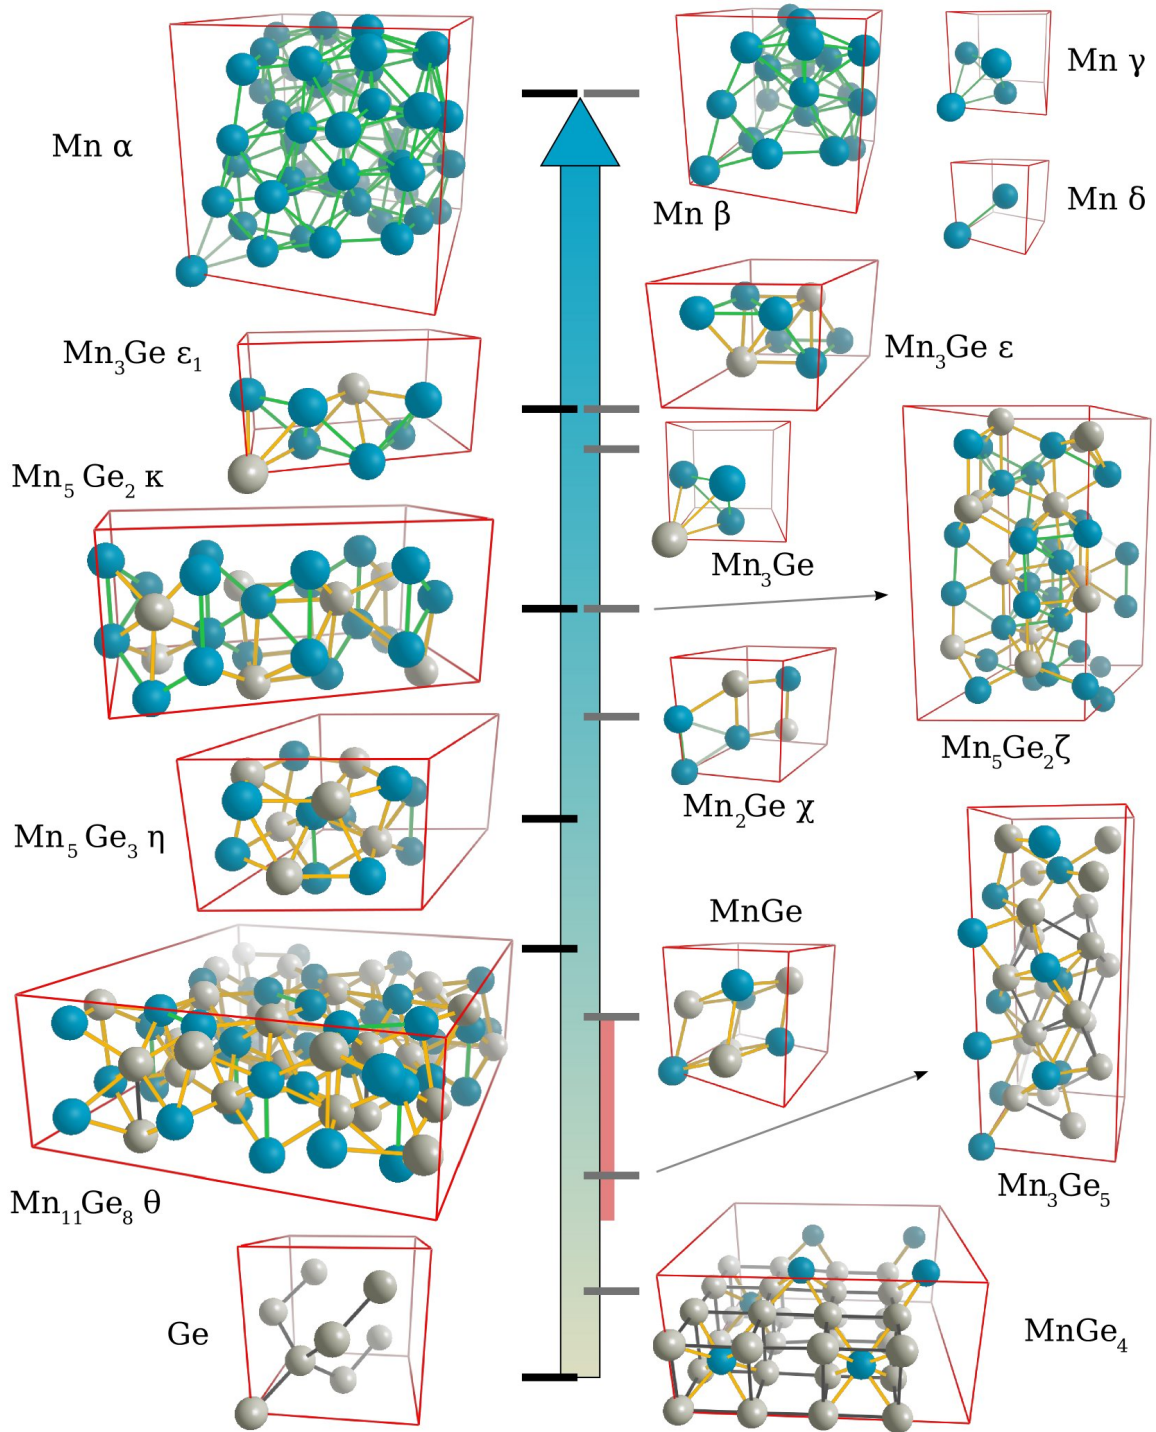 Mn γ
Mn α
Mn δ
Mn β
Mn₃Ge ε₁
Mn₃Ge ε
Mn₅ Ge₂ κ
Mn₃Ge
Mn₅Ge₂ζ
Mn₂Ge χ
Mn₅ Ge₃ η
MnGe
Mn₃Ge₅
Mn₁₁Ge₈ θ
Ge
MnGe₄